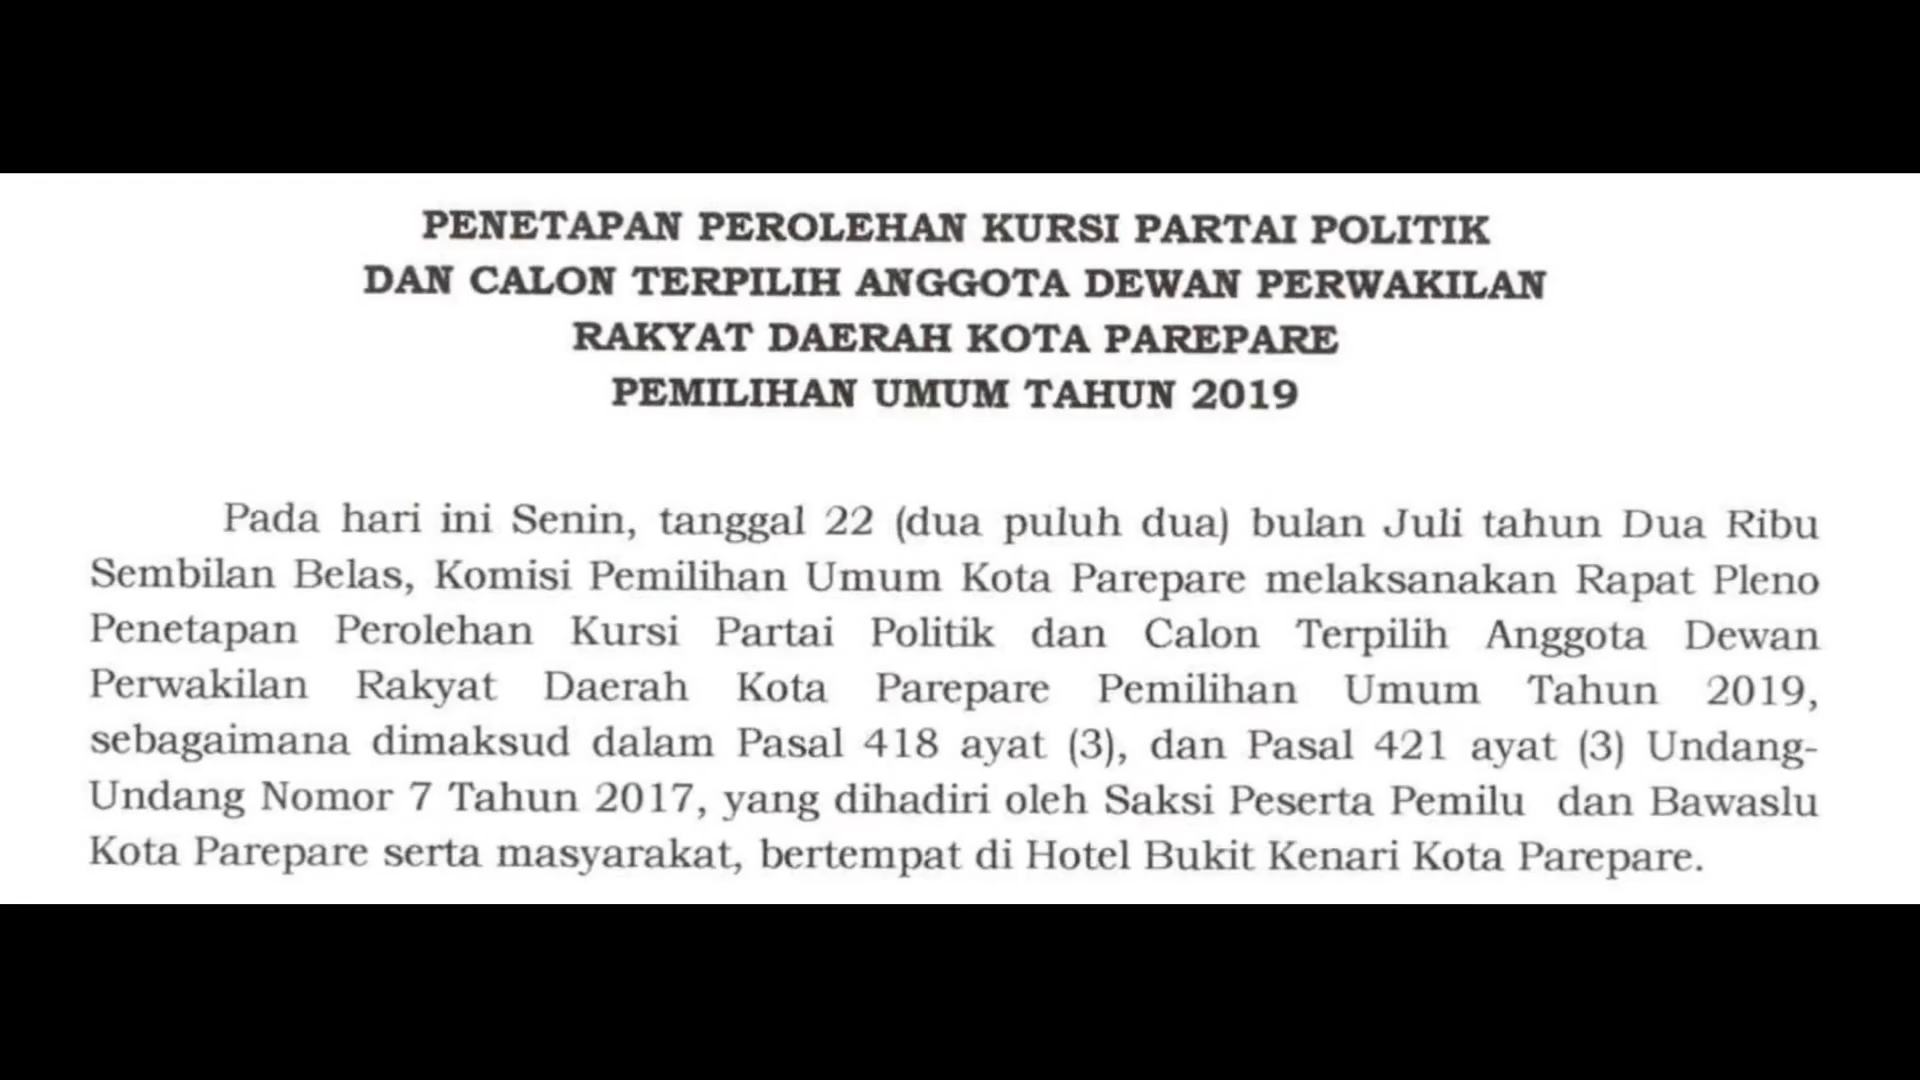 PENETAPAN PEROLEHAN KURSI PARTAI POLITIK
DAN CALON TERPILIH ANGGOTA DEWAN PERWAKILAN
RAKYAT DAERAH KOTA PAREPARE
PEMILIHAN UMUM TAHUN 2019
Pada hari ini Senin, tanggal 22 (dua puluh dua) bulan Juli tahun Dua Ribu
Sembilan Belas, Komisi Pemilihan Umum Kota Parepare melaksanakan Rapat Pleno
Penetapan Perolehan Kursi Partai Politik dan Calon Terpilih Anggota Dewan
Perwakilan Rakyat Daerah Kota Parepare Pemilihan Umum Tahun 2019,
sebagaimana dimaksud dalam Pasal 418 ayat (3), dan Pasal 421 ayat (3) Undang-
Undang Nomor 7 Tahun 2017, yang dihadiri oleh Saksi Peserta Pemilu dan Bawaslu
Kota Parepare serta masyarakat, bertempat di Hotel Bukit Kenari Kota Parepare.